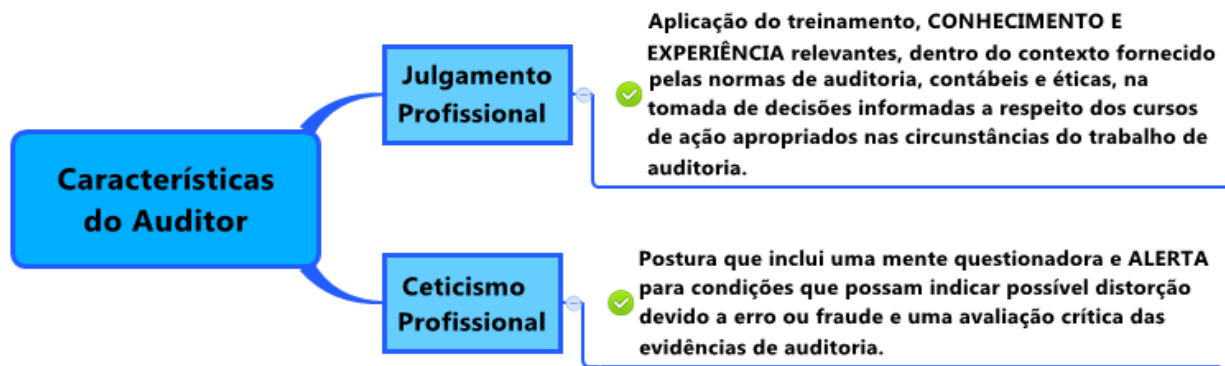 Características
do Auditor
Julgamento
Profissional
Aplicação do treinamento, CONHECIMENTO E
EXPERIÊNCIA relevantes, dentro do contexto fornecido
pelas normas de auditoria, contábeis e éticas, na
tomada de decisões informadas a respeito dos cursos
de ação apropriados nas circunstâncias do trabalho de
auditoria.
Ceticismo
Profissional
Postura que inclui uma mente questionadora e ALERTA
para condições que possam indicar possível distorção
devido a erro ou fraude e uma avaliação crítica das
evidências de auditoria.